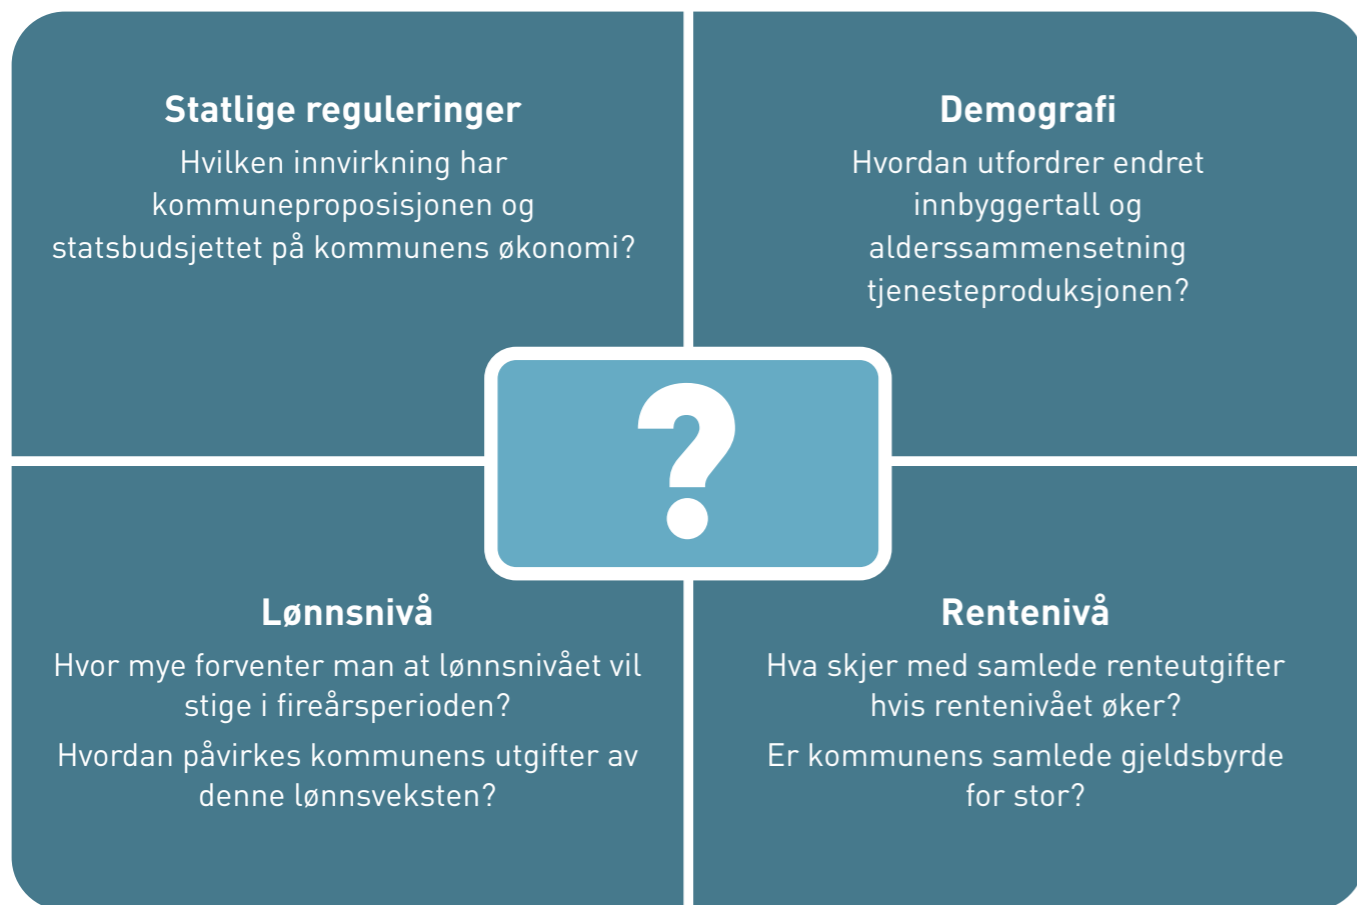 Statlige reguleringer
Hvilken innvirkning har
kommuneproposisjonen og
statsbudsjettet på kommunens økonomi?
Demografi
Hvordan utfordrer endret
innbyggertall og
alderssammensetning
tjenesteproduksjonen?
?
Lønnsnivå
Hvor mye forventer man at lønnsnivået vil
stige i fireårsperioden?
Hvordan påvirkes kommunens utgifter av
denne lønnsveksten?
Rentenivå
Hva skjer med samlede renteutgifter
hvis rentenivået øker?
Er kommunens samlede gjeldsbyrde
for stor?